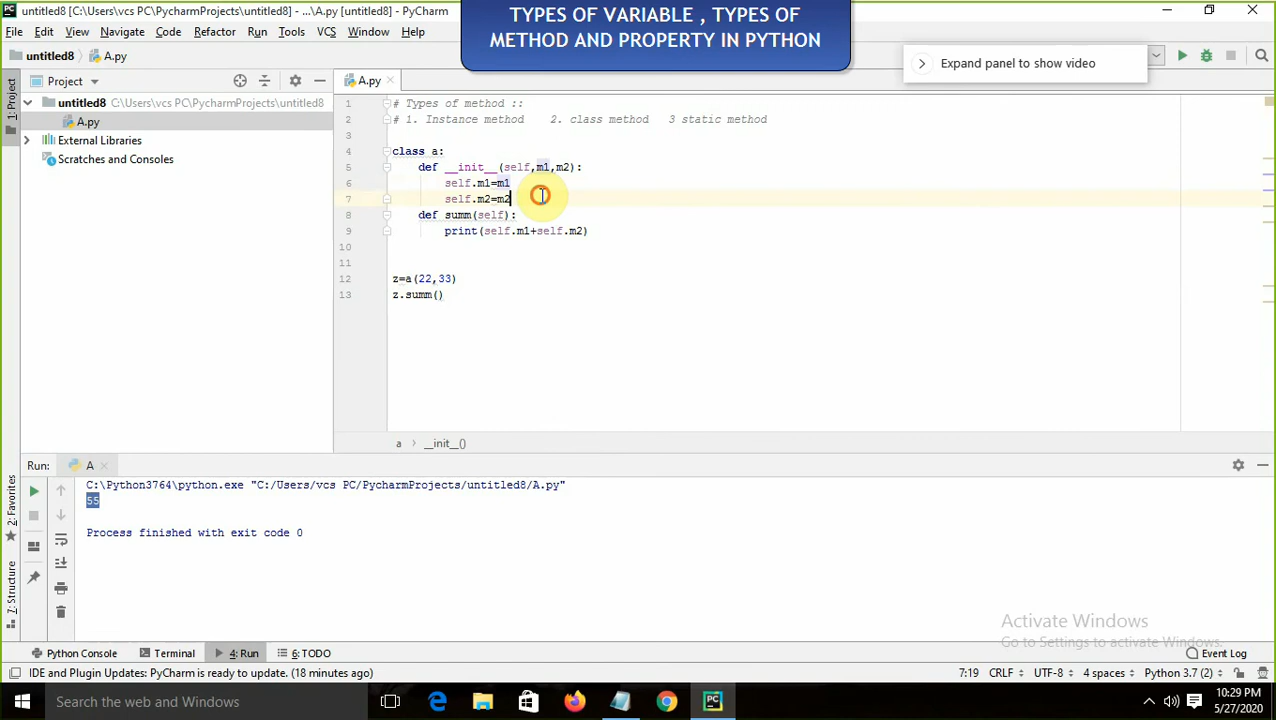 untitled8 [C:\Users\vcs PC\PycharmProjects\untitled8] - ...\A.py [untitled8] - PyCharm
TYPES OF VARIABLE , TYPES OF
METHOD AND PROPERTY IN PYTHON
File Edit View Navigate Code Refactor Run Tools VCS Window Help
untitled8 A.py
Expand panel to show video
Project
A.py
1: Project
untitled8 C:\Users\vcs PC\PycharmProjects\untitled8
A.py
External Libraries
Scratches and Consoles
1 # Types of method ::
2 # 1. Instance method 2. class method 3 static method
3
4 class a:
5 def __init__(self,m1,m2):
6 self.m1=m1
7 self.m2=m2
8 def summ(self):
9 print(self.m1+self.m2)
10
11
12 z=a(22,33)
13 z.summ()
a › __init__()
Run: A
C:\Python3764\python.exe "C:/Users/vcs PC/PycharmProjects/untitled8/A.py"
55
Process finished with exit code 0
2: Favorites
7: Structure
Activate Windows
Go to Settings to activate Windows.
Python Console Terminal 4: Run 6: TODO Event Log
IDE and Plugin Updates: PyCharm is ready to update. (18 minutes ago) 7:19 CRLF UTF-8 4 spaces Python 3.7 (2)
Search the web and Windows
10:29 PM
5/27/2020